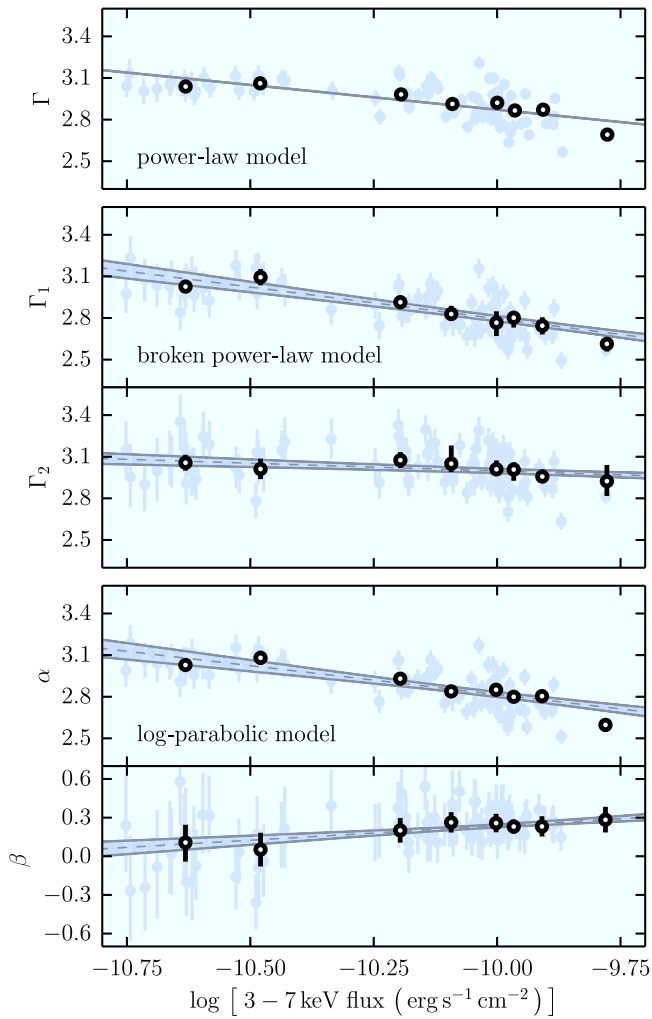 3.4
3.1
2.8
2.5
Γ
power-law model
3.4
3.1
2.8
2.5
Γ₁
broken power-law model
3.4
3.1
2.8
2.5
Γ₂
3.4
3.1
2.8
2.5
α
log-parabolic model
0.6
0.3
0.0
−0.3
−0.6
β
−10.75 −10.50 −10.25 −10.00 −9.75
log [ 3 − 7 keV flux ( erg s⁻¹ cm⁻² ) ]